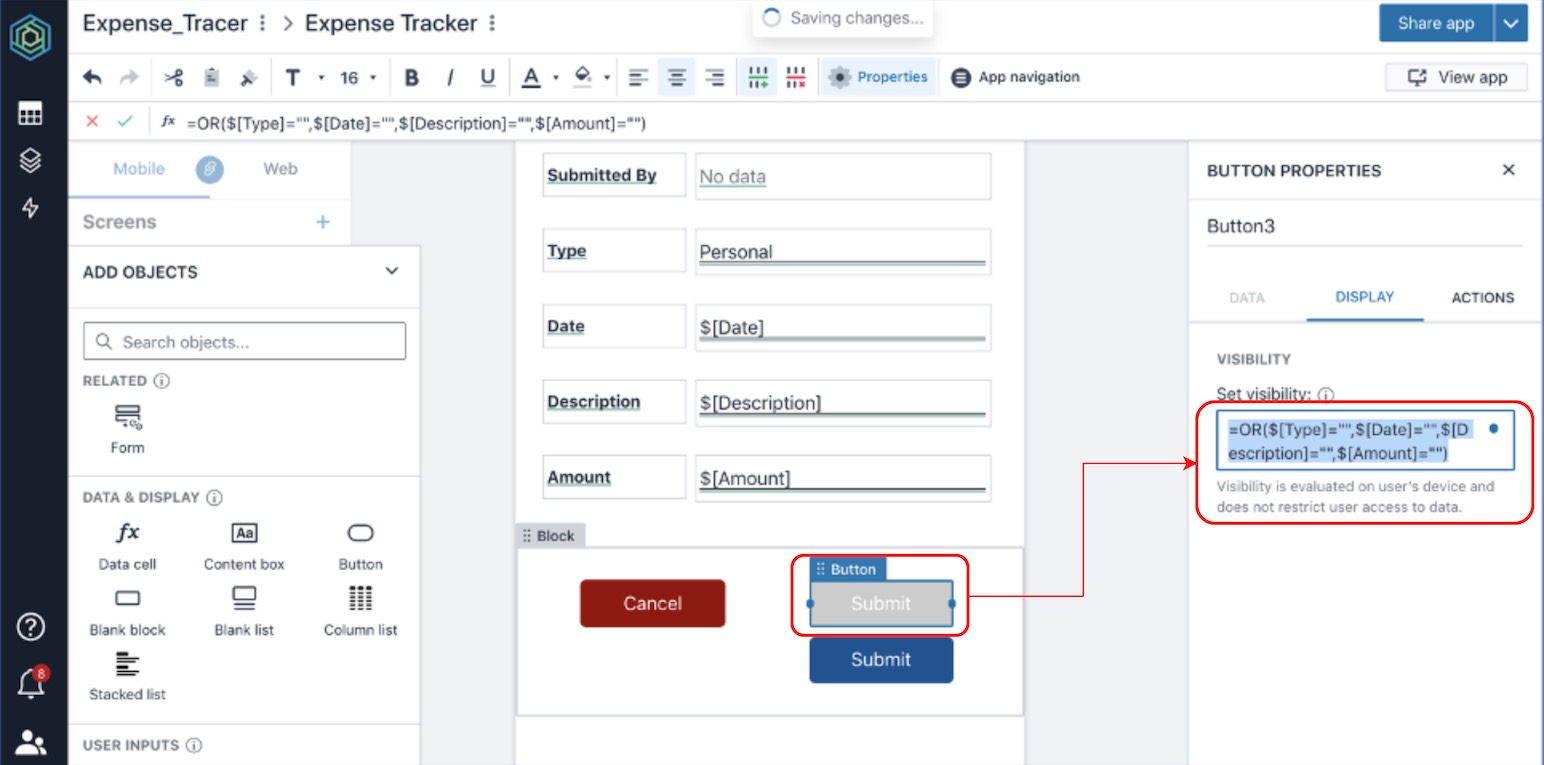 Expense_Tracer > Expense Tracker
Saving changes...
Share app
T 16 B I U A
Properties
App navigation
View app
fx =OR($[Type]="",$[Date]="",$[Description]="",$[Amount]="")
Mobile
Web
Screens +
ADD OBJECTS
Search objects...
RELATED
Form
DATA & DISPLAY
fx
Aa
Data cell
Content box
Button
Blank block
Blank list
Column list
Stacked list
USER INPUTS
8
Submitted By
No data
Type
Personal
Date
$[Date]
Description
$[Description]
Amount
$[Amount]
Block
Button
Cancel
Submit
Submit
BUTTON PROPERTIES
Button3
DATA
DISPLAY
ACTIONS
VISIBILITY
Set visibility:
=OR($[Type]="",$[Date]="",$[D
escription]="",$[Amount]="")
Visibility is evaluated on user's device and
does not restrict user access to data.